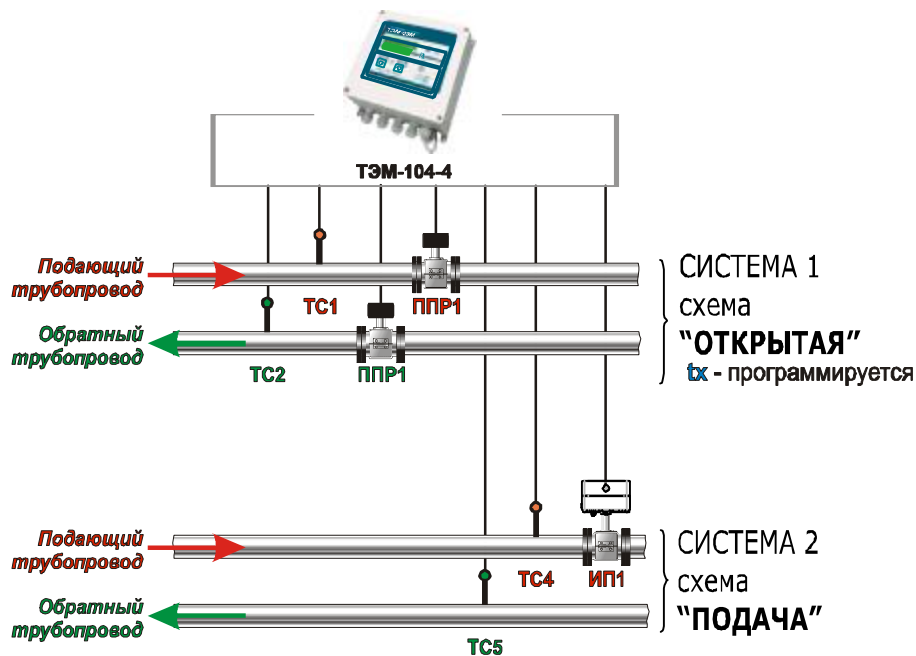 ТЭМ-104-4
Подающий
трубопровод
ТС1
ППР1
СИСТЕМА 1
схема
“ОТКРЫТАЯ”
tx - программируется
Обратный
трубопровод
ТС2
ППР1
Подающий
трубопровод
ТС4
ИП1
СИСТЕМА 2
схема
“ПОДАЧА”
Обратный
трубопровод
ТС5